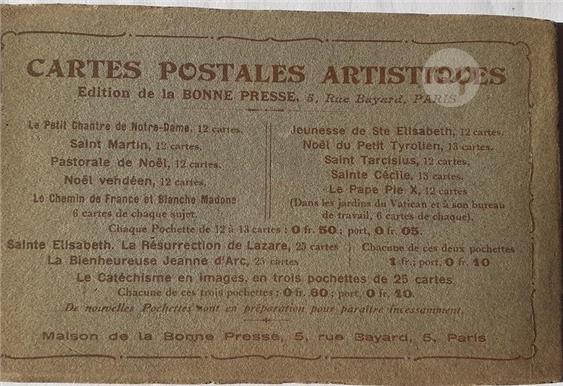 CARTES POSTALES ARTISTIQUES
Edition de la BONNE PRESSE, 5, Rue Bayard, PARIS
Le Petit Chantre de Notre-Dame, 12 cartes.
Saint Martin, 12 cartes.
Pastorale de Noël, 12 cartes.
Noël vendéen, 12 cartes.
Le Chemin de France et Blanche Madone
6 cartes de chaque sujet.
Jeunesse de Ste Elisabeth, 12 cartes.
Noël du Petit Tyrolien, 13 cartes.
Saint Tarcisius, 12 cartes.
Sainte Cécile, 13 cartes.
Le Pape Pie X, 12 cartes
(Dans les jardins du Vatican et à son bureau
de travail, 6 cartes de chaque).
Chaque Pochette de 12 à 13 cartes : 0 fr. 50; port, 0 fr. 05.
Sainte Elisabeth. La Résurrection de Lazare, 25 cartes
La Bienheureuse Jeanne d'Arc, 25 cartes
Chacune de ces deux pochettes
1 fr.; port, 0 fr. 10
Le Catéchisme en images, en trois pochettes de 25 cartes
Chacune de ces trois pochettes : 0 fr. 60; port, 0 fr. 10.
De nouvelles Pochettes sont en préparation pour paraître incessamment.
Maison de la Bonne Presse, 5, rue Bayard, 5, Paris